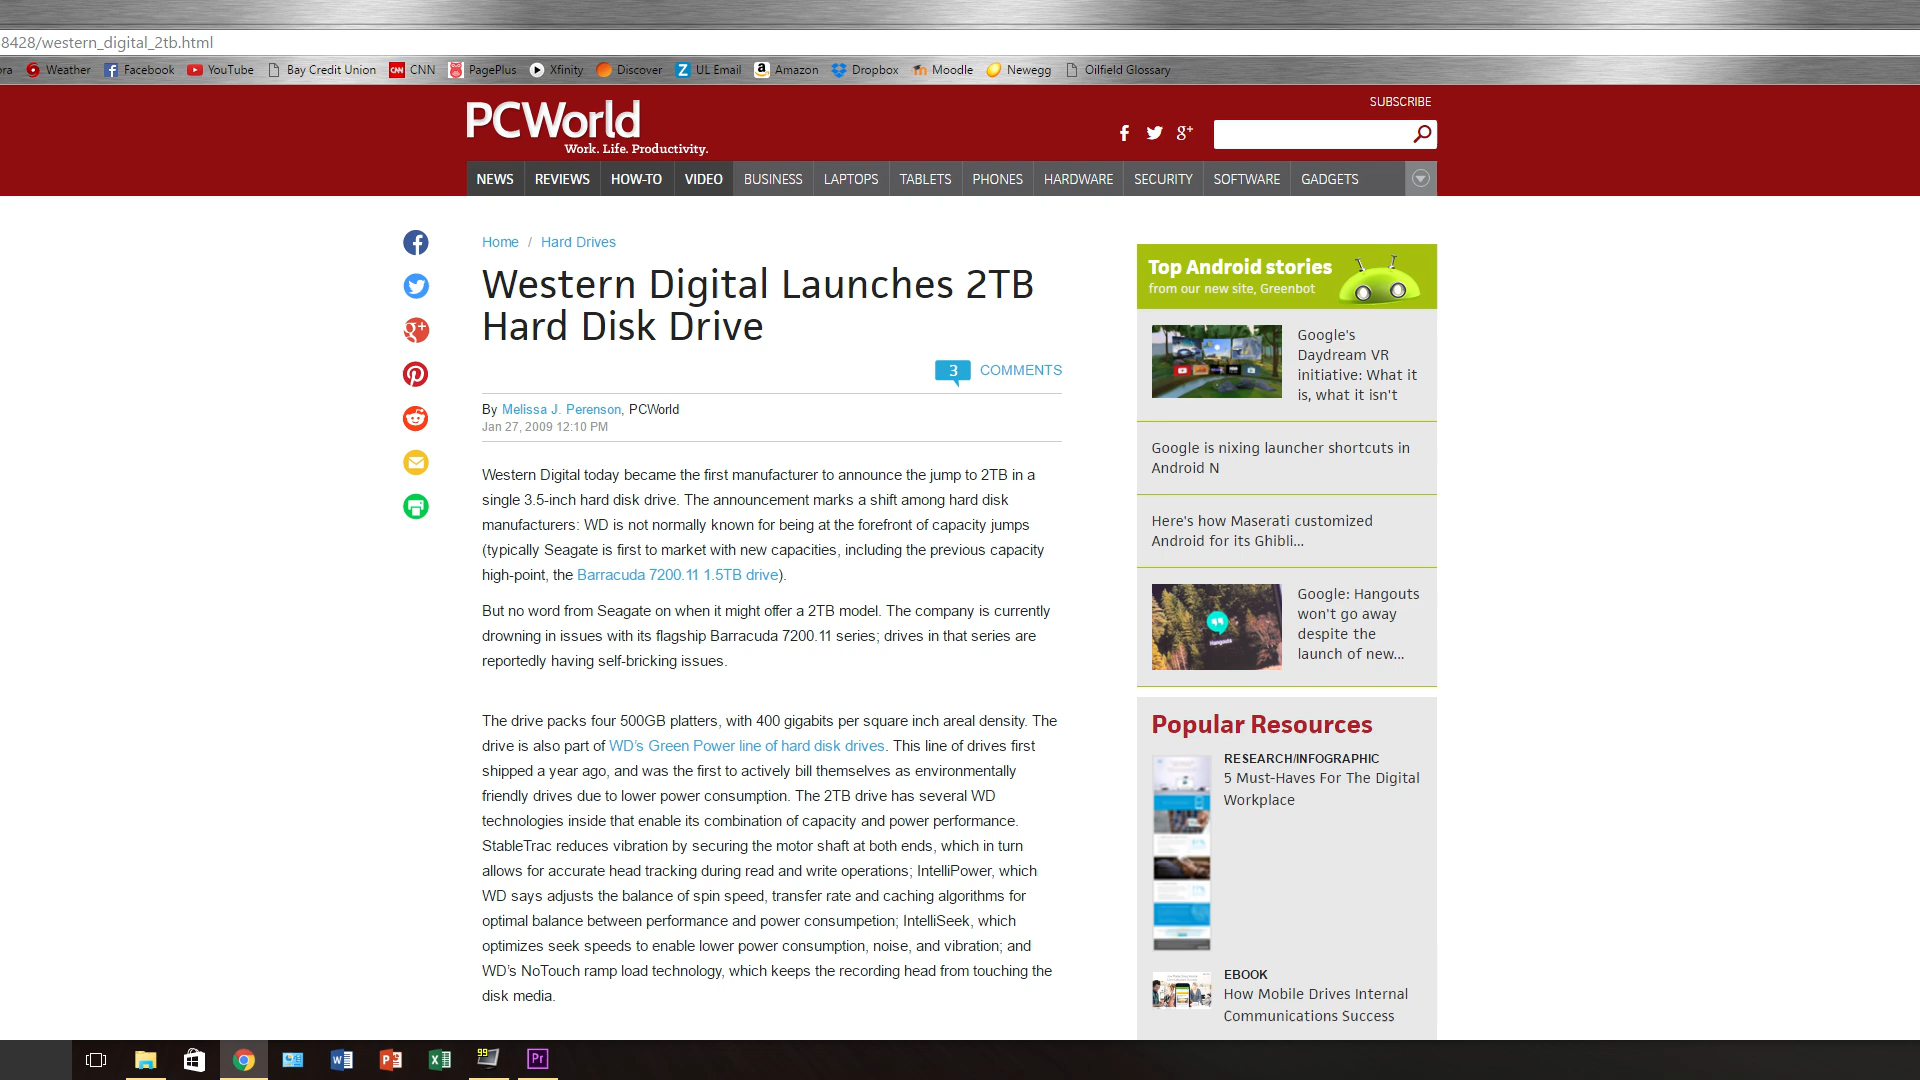 8428/western_digital_2tb.html
ora Weather Facebook YouTube Bay Credit Union CNN PagePlus Xfinity Discover UL Email Amazon Dropbox Moodle Newegg Oilfield Glossary
PCWorld
Work. Life. Productivity.
SUBSCRIBE
NEWS REVIEWS HOW-TO VIDEO BUSINESS LAPTOPS TABLETS PHONES HARDWARE SECURITY SOFTWARE GADGETS
Home / Hard Drives
Western Digital Launches 2TB
Hard Disk Drive
3 COMMENTS
By Melissa J. Perenson, PCWorld
Jan 27, 2009 12:10 PM
Western Digital today became the first manufacturer to announce the jump to 2TB in a
single 3.5-inch hard disk drive. The announcement marks a shift among hard disk
manufacturers: WD is not normally known for being at the forefront of capacity jumps
(typically Seagate is first to market with new capacities, including the previous capacity
high-point, the Barracuda 7200.11 1.5TB drive).
But no word from Seagate on when it might offer a 2TB model. The company is currently
drowning in issues with its flagship Barracuda 7200.11 series; drives in that series are
reportedly having self-bricking issues.
The drive packs four 500GB platters, with 400 gigabits per square inch areal density. The
drive is also part of WD's Green Power line of hard disk drives. This line of drives first
shipped a year ago, and was the first to actively bill themselves as environmentally
friendly drives due to lower power consumption. The 2TB drive has several WD
technologies inside that enable its combination of capacity and power performance.
StableTrac reduces vibration by securing the motor shaft at both ends, which in turn
allows for accurate head tracking during read and write operations; IntelliPower, which
WD says adjusts the balance of spin speed, transfer rate and caching algorithms for
optimal balance between performance and power consumpetion; IntelliSeek, which
optimizes seek speeds to enable lower power consumption, noise, and vibration; and
WD's NoTouch ramp load technology, which keeps the recording head from touching the
disk media.
Top Android stories
from our new site, Greenbot
Google's
Daydream VR
initiative: What it
is, what it isn't
Google is nixing launcher shortcuts in
Android N
Here's how Maserati customized
Android for its Ghibli...
Hangouts
Google: Hangouts
won't go away
despite the
launch of new...
Popular Resources
RESEARCH/INFOGRAPHIC
5 Must-Haves For The Digital
Workplace
EBOOK
How Mobile Drives Internal
Communications Success
99
Pr